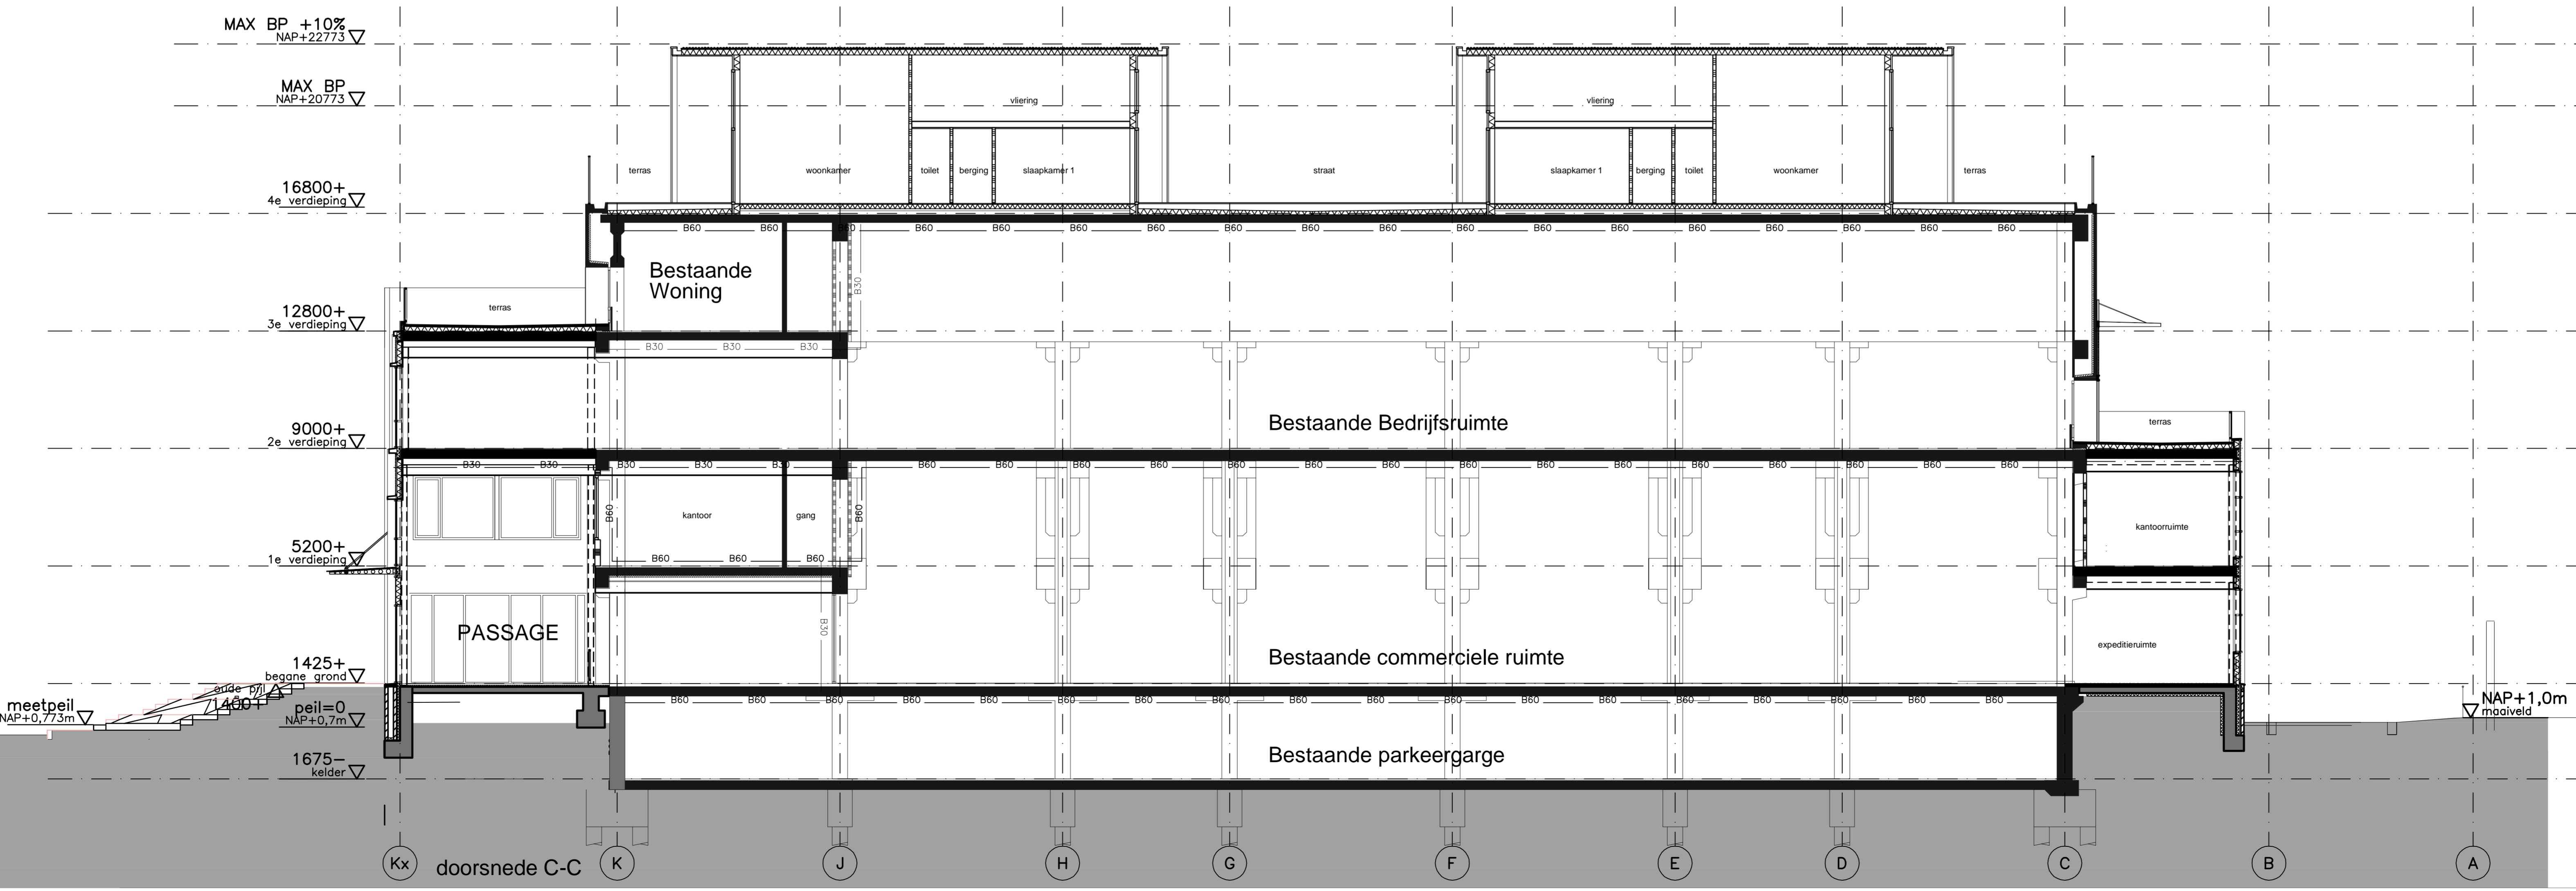 MAX BP +10%
NAP+22773
MAX BP
NAP+20773
vliering
vliering
terras
woonkamer
toilet
berging
slaapkamer 1
straat
slaapkamer 1
berging
toilet
woonkamer
terras
16800+
4e verdieping
B60 B60 B60 B60 B60 B60 B60 B60 B60 B60 B60 B60 B60 B60 B60 B60 B60 B60
Bestaande
Woning
B30
terras
12800+
3e verdieping
B30 B30 B30
Bestaande Bedrijfsruimte
terras
9000+
2e verdieping
B30 B30 B30 B30 B30 B60 B60 B60 B60 B60 B60 B60 B60 B60 B60 B60 B60 B60 B60 B60
B60
kantoor
gang
B60
kantoorruimte
5200+
1e verdieping
B60 B60 B60
B30
PASSAGE
expeditieruimte
Bestaande commerciele ruimte
1425+
begane grond
oude peil
1400+
meetpeil
NAP+0,773m
peil=0
NAP+0,7m
B60 B60 B60 B60 B60 B60 B60 B60 B60 B60 B60 B60 B60 B60 B60 B60 B60 B60
NAP+1,0m
maaiveld
Bestaande parkeergarge
1675-
kelder
Kx K J H G F E D C B A
doorsnede C-C